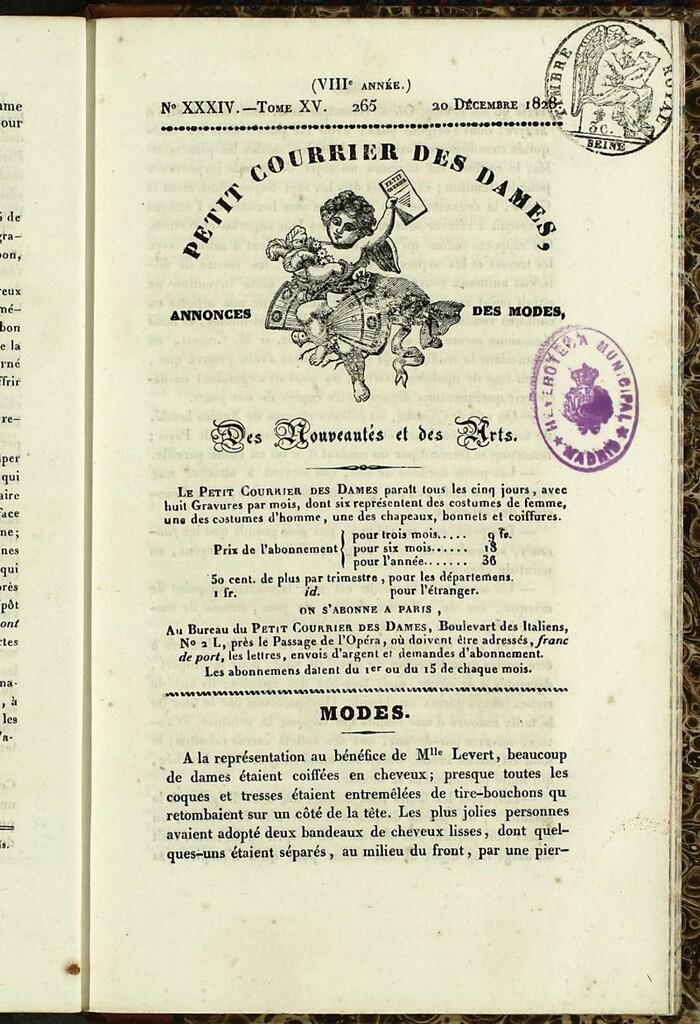 (VIIIe ANNÉE.)
No XXXIV.—TOME XV. 265 20 DÉCEMBRE 1828
TIMBRE ROYAL
SEINE
PETIT COURRIER DES DAMES,
ANNONCES DES MODES,
Des Nouveautés et des Arts.
HEMEROTECA MUNICIPAL
MADRID
LE PETIT COURRIER DES DAMES paraît tous les cinq jours, avec
huit Gravures par mois, dont six représentent des costumes de femme,
une des costumes d'homme, une des chapeaux, bonnets et coiffures.
Prix de l'abonnement
pour trois mois..... 9 fr.
pour six mois...... 18
pour l'année....... 36
50 cent. de plus par trimestre, pour les départemens.
1 fr. id. pour l'étranger.
ON S'ABONNE A PARIS,
AU BUREAU DU PETIT COURRIER DES DAMES, Boulevart des Italiens,
No 2 L, près le Passage de l'Opéra, où doivent être adressés, franc
de port, les lettres, envois d'argent et demandes d'abonnement.
Les abonnemens datent du 1er ou du 15 de chaque mois.
MODES.
A la représentation au bénéfice de Mlle Levert, beaucoup
de dames étaient coiffées en cheveux; presque toutes les
coques et tresses étaient entremêlées de tire-bouchons qu
retombaient sur un côté de la tête. Les plus jolies personnes
avaient adopté deux bandeaux de cheveux lisses, dont quel-
ques-uns étaient séparés, au milieu du front, par une pier-